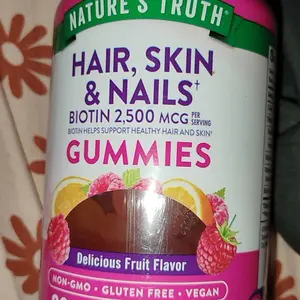 NATURE'S TRUTH®
HAIR, SKIN
& NAILS†
BIOTIN 2,500 MCG PER SERVING
BIOTIN HELPS SUPPORT HEALTHY HAIR AND SKIN†
GUMMIES
Delicious Fruit Flavor
NON-GMO • GLUTEN FREE • VEGAN